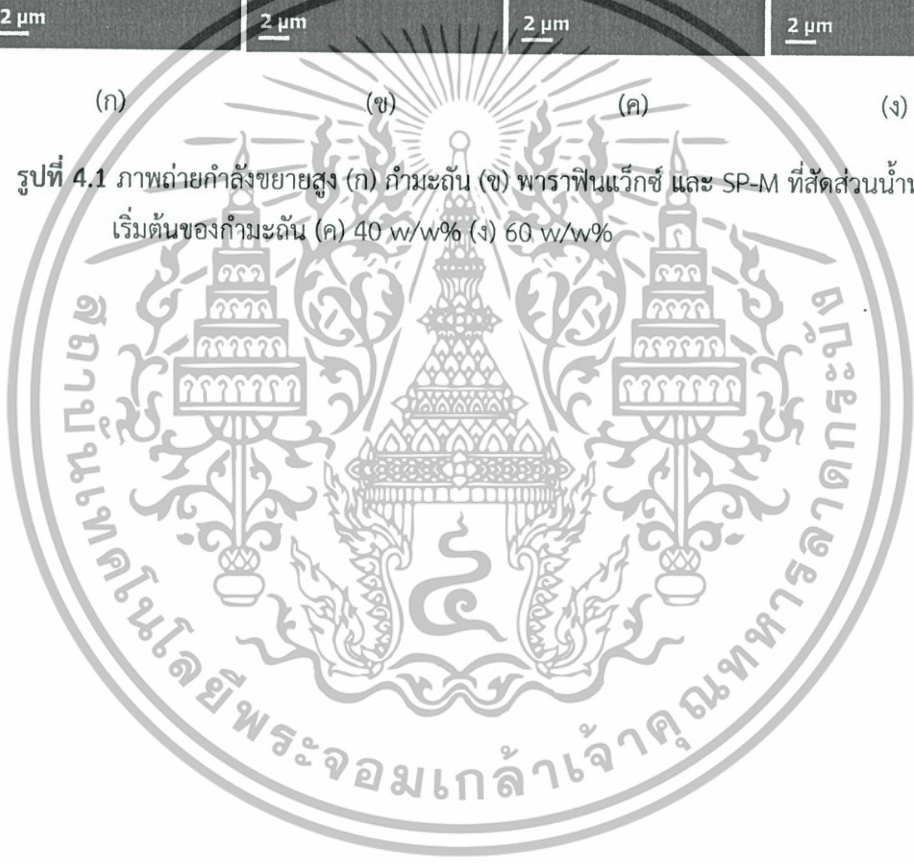 2 µm 2 µm 2 µm 2 µm
(ก) (ข) (ค) (ง)
รูปที่ 4.1 ภาพถ่ายกำลังขยายสูง (ก) กำมะถัน (ข) พาราฟินแว็กซ์ และ SP-M ที่สัดส่วนน้ำ
เริ่มต้นของกำมะถัน (ค) 40 w/w% (ง) 60 w/w%
สถาบันเทคโนโลยีพระจอมเกล้าเจ้าคุณทหารลาดกระบัง
๔